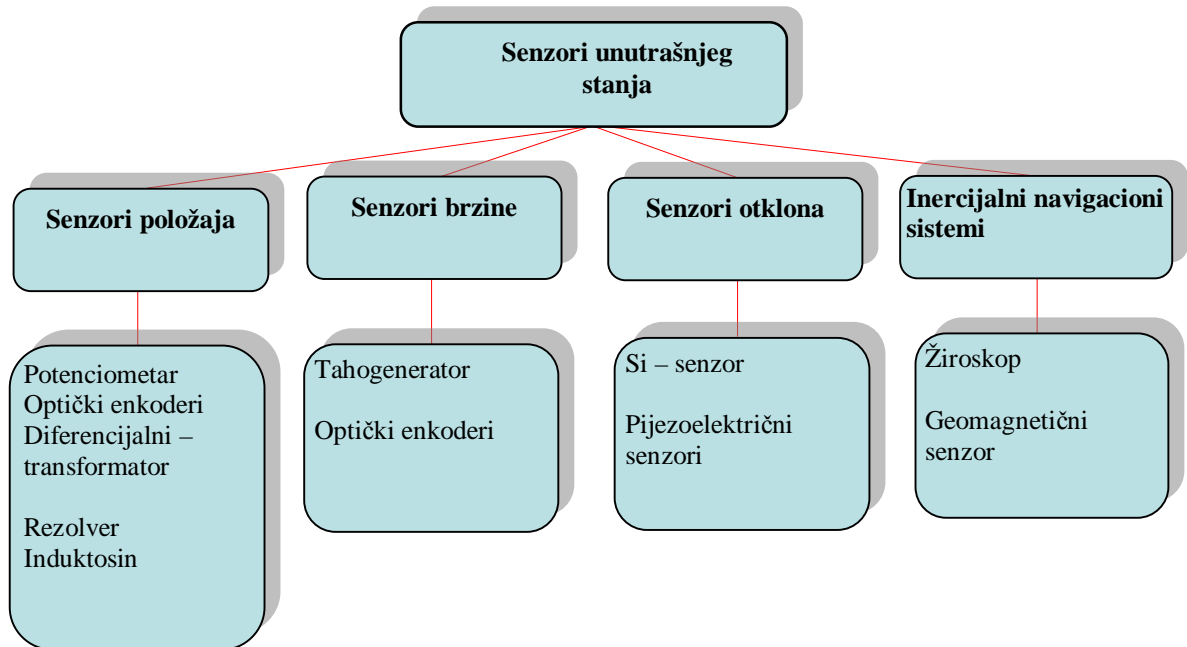 Senzori unutrašnjeg
stanja
Senzori položaja
Senzori brzine
Senzori otklona
Inercijalni navigacioni
sistemi
Potenciometar
Optički enkoderi
Diferencijalni –
transformator
Rezolver
Induktosin
Tahogenerator
Optički enkoderi
Si – senzor
Pijezoelektrični
senzori
Žiroskop
Geomagnetični
senzor